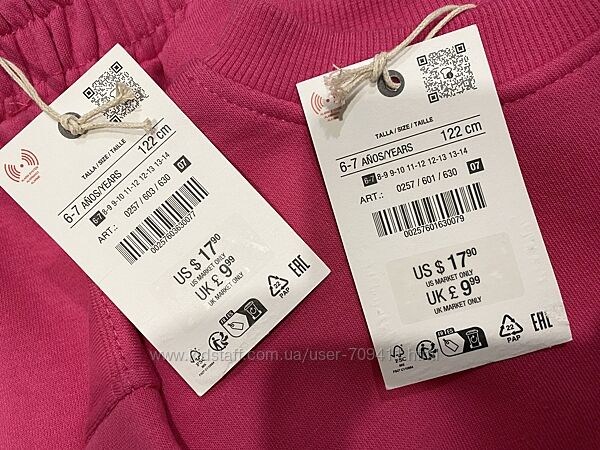 TALLA / SIZE / TAILLE
6-7 AÑOS/YEARS 122 cm
6-7 8-9 9-10 11-12 12-13 13-14
ART.: 0257 / 603 / 630 07
00257603630077
US $ 17.90
US MARKET ONLY
UK £ 9.99
UK MARKET ONLY
FSC
22
PAP
EAC
TALLA / SIZE / TAILLE
6-7 AÑOS/YEARS 122 cm
6-7 8-9 9-10 11-12 12-13 13-14
ART.: 0257 / 601 / 630 07
00257601630079
US $ 17.90
US MARKET ONLY
UK £ 9.99
UK MARKET ONLY
FSC
22
PAP
EAC